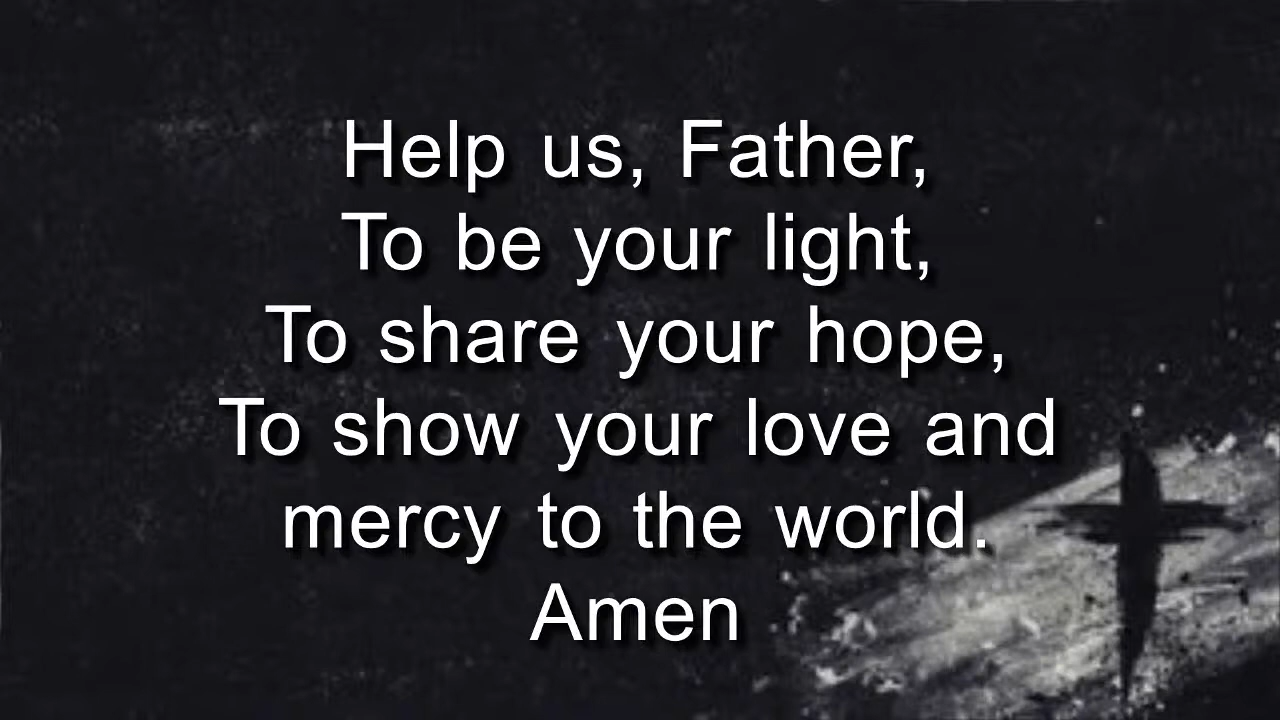 Help us, Father,
To be your light,
To share your hope,
To show your love and
mercy to the world.
Amen